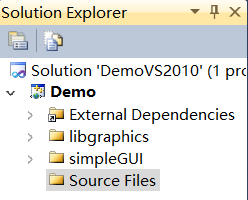 Solution Explorer
Solution 'DemoVS2010' (1 pro
Demo
External Dependencies
libgraphics
simpleGUI
Source Files